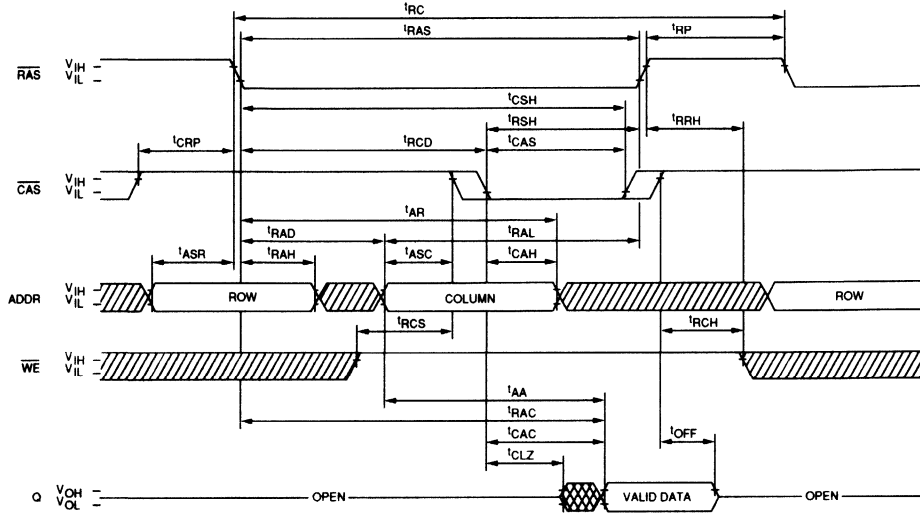 tRC
tRAS
tRP
RAS VIH VIL
tCSH
tRSH
tRRH
tCRP
tRCD
tCAS
CAS VIH VIL
tAR
tRAD
tRAL
tASR
tRAH
tASC
tCAH
ADDR VIH VIL
ROW
COLUMN
ROW
tRCS
tRCH
WE VIH VIL
tAA
tRAC
tCAC
tOFF
tCLZ
Q VOH VOL
OPEN
VALID DATA
OPEN